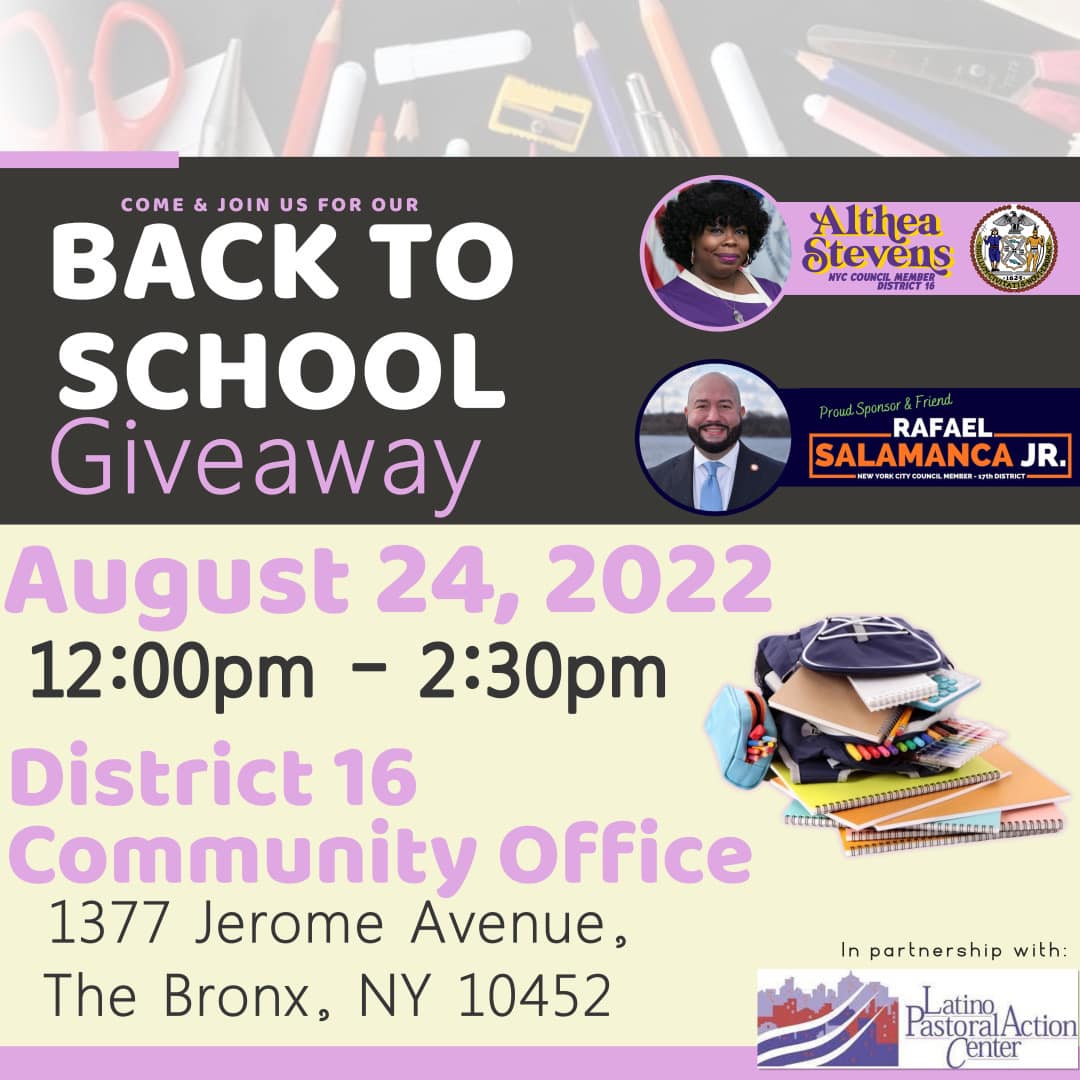 COME & JOIN US FOR OUR
BACK TO
SCHOOL
Giveaway
Althea
Stevens
NYC COUNCIL MEMBER
DISTRICT 16
1625
Proud Sponsor & Friend
RAFAEL
SALAMANCA JR.
NEW YORK CITY COUNCIL MEMBER - 17th DISTRICT
August 24, 2022
12:00pm - 2:30pm
District 16
Community Office
1377 Jerome Avenue,
The Bronx, NY 10452
In partnership with:
Latino
Pastoral Action
Center